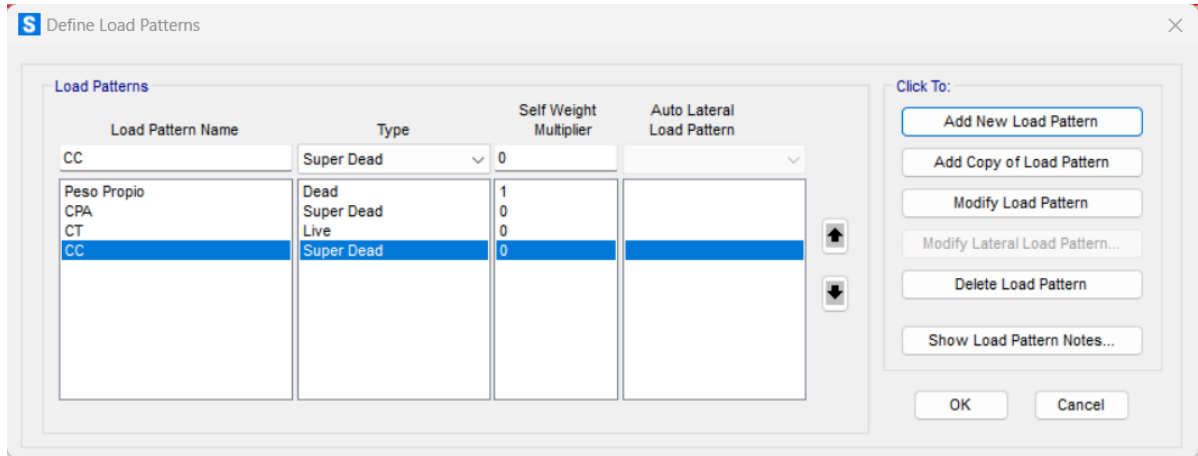 S Define Load Patterns
Load Patterns
Click To:
Load Pattern Name
Type
Self Weight
Multiplier
Auto Lateral
Load Pattern
CC Super Dead 0
Peso Propio Dead 1
CPA Super Dead 0
CT Live 0
CC Super Dead 0
Add New Load Pattern
Add Copy of Load Pattern
Modify Load Pattern
Modify Lateral Load Pattern...
Delete Load Pattern
Show Load Pattern Notes...
OK Cancel